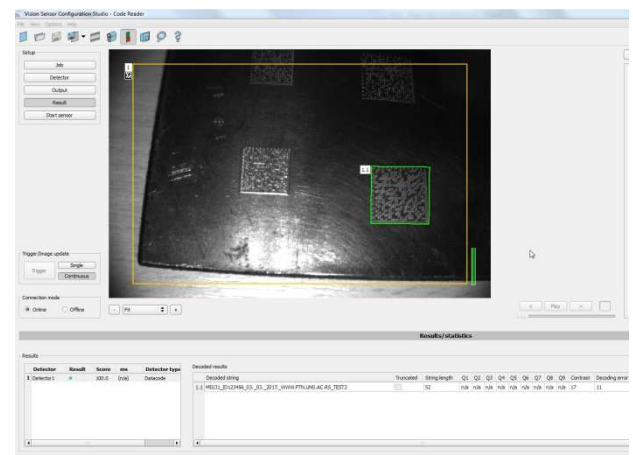 Vision Sensor Configuration Studio - Code Reader
File View Options Help
Setup
Job
Detector
Output
Result
Start sensor
1
1.1
Trigger/Image update
Trigger
Single
Continuous
Connection mode
Online
Offline
Fit
Play
Results/statistics
Results
Detector Result Score ms Detector type
1 Detector1 100.0 (n/a) Datacode
Decoded results
Decoded string Truncated String length Q1 Q2 Q3 Q4 Q5 Q6 Q7 Q8 Q9 Contrast Decoding error
52 n/a n/a n/a n/a n/a n/a n/a n/a n/a 17 11